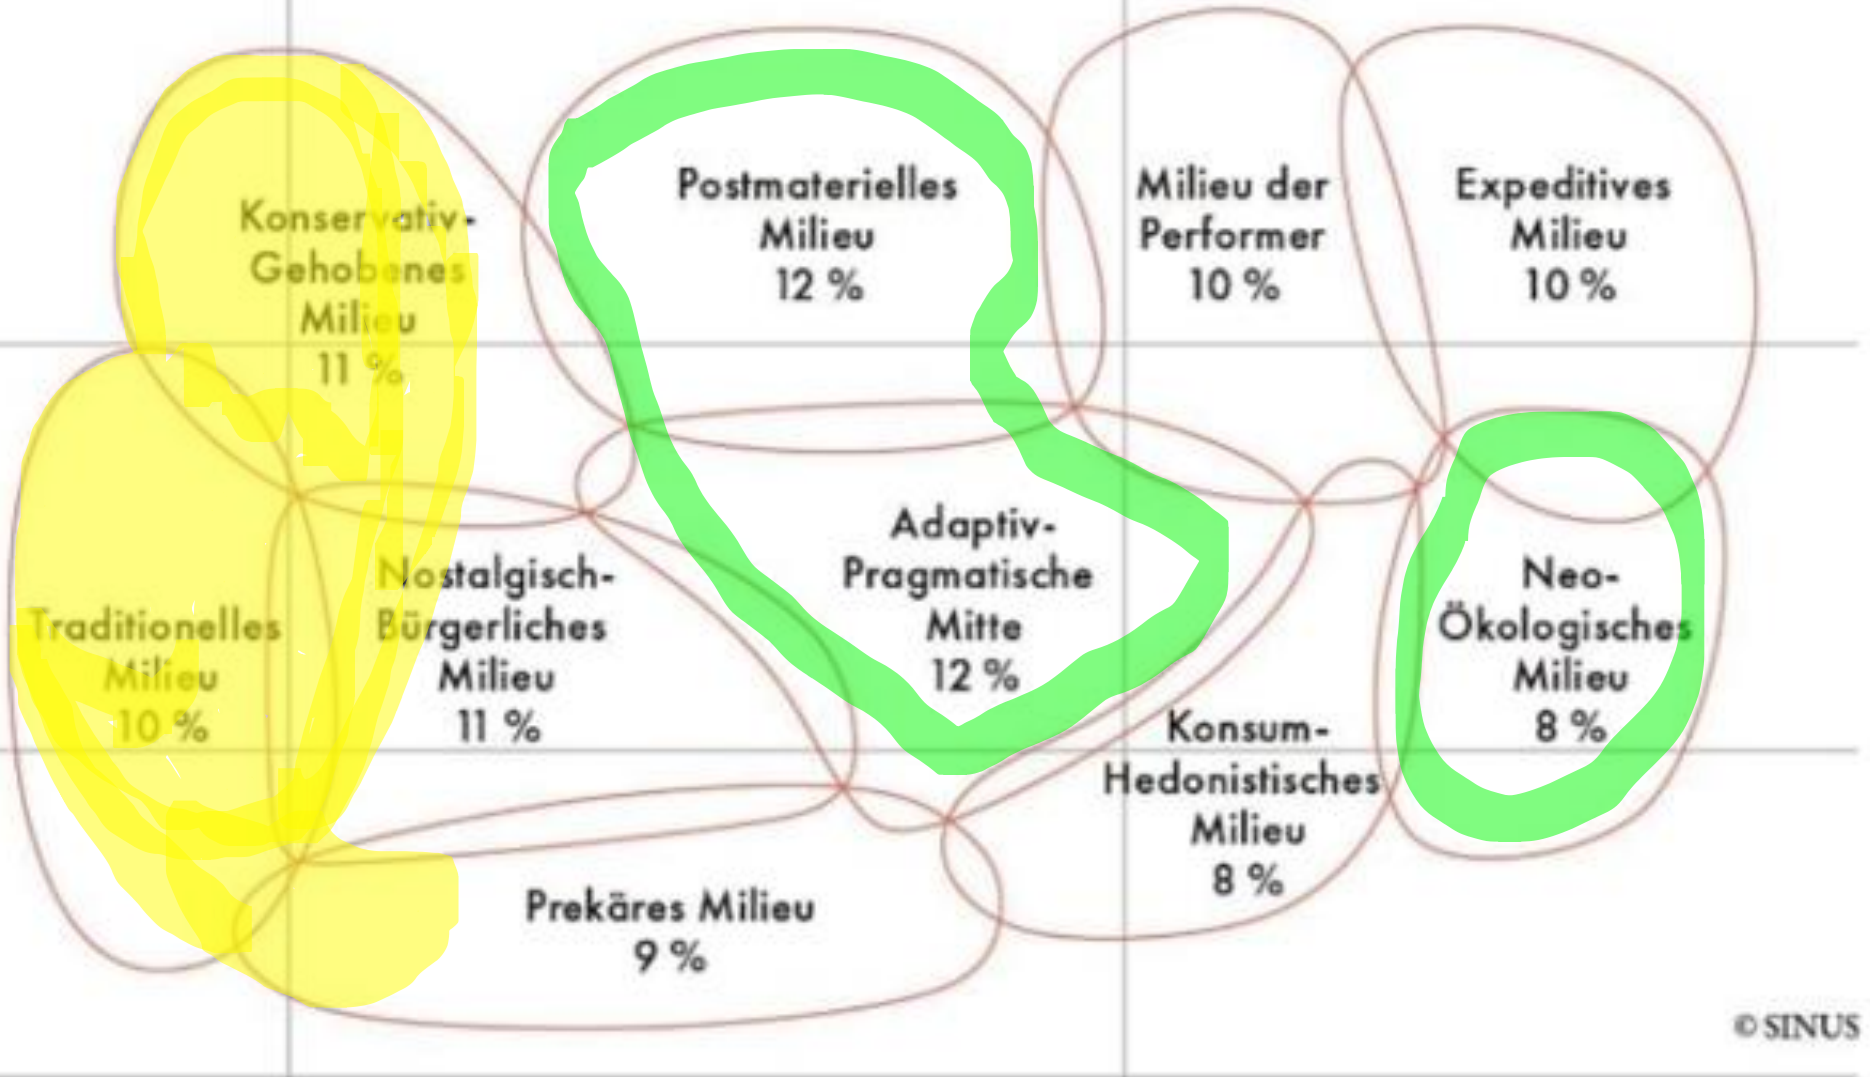 Konservativ-
Gehobenes
Milieu
11 %
Postmaterielles
Milieu
12 %
Milieu der
Performer
10 %
Expeditives
Milieu
10 %
Traditionelles
Milieu
10 %
Nostalgisch-
Bürgerliches
Milieu
11 %
Adaptiv-
Pragmatische
Mitte
12 %
Neo-
Ökologisches
Milieu
8 %
Konsum-
Hedonistisches
Milieu
8 %
Prekäres Milieu
9 %
© SINUS